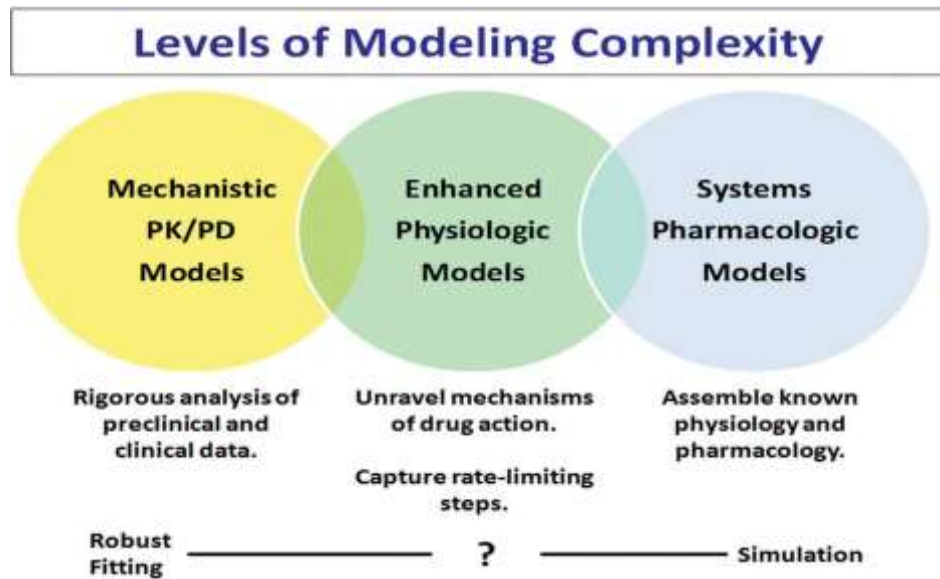 Levels of Modeling Complexity
Mechanistic
PK/PD
Models
Enhanced
Physiologic
Models
Systems
Pharmacologic
Models
Rigorous analysis of
preclinical and
clinical data.
Unravel mechanisms
of drug action.
Capture rate-limiting
steps.
Assemble known
physiology and
pharmacology.
Robust
Fitting
?
Simulation